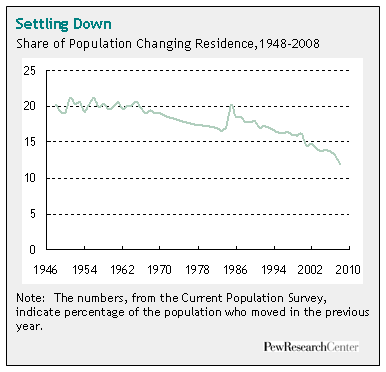 Settling Down
Share of Population Changing Residence,1948-2008
25
20
15
10
5
0
1946 1954 1962 1970 1978 1986 1994 2002 2010
Note: The numbers, from the Current Population Survey,
indicate percentage of the population who moved in the previous
year.
PewResearchCenter